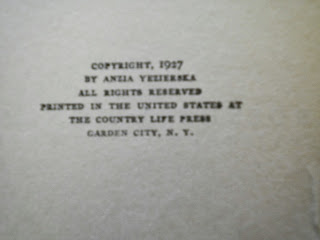 COPYRIGHT, 1927
BY ANZIA YEZIERSKA
ALL RIGHTS RESERVED
PRINTED IN THE UNITED STATES AT
THE COUNTRY LIFE PRESS
GARDEN CITY, N. Y.